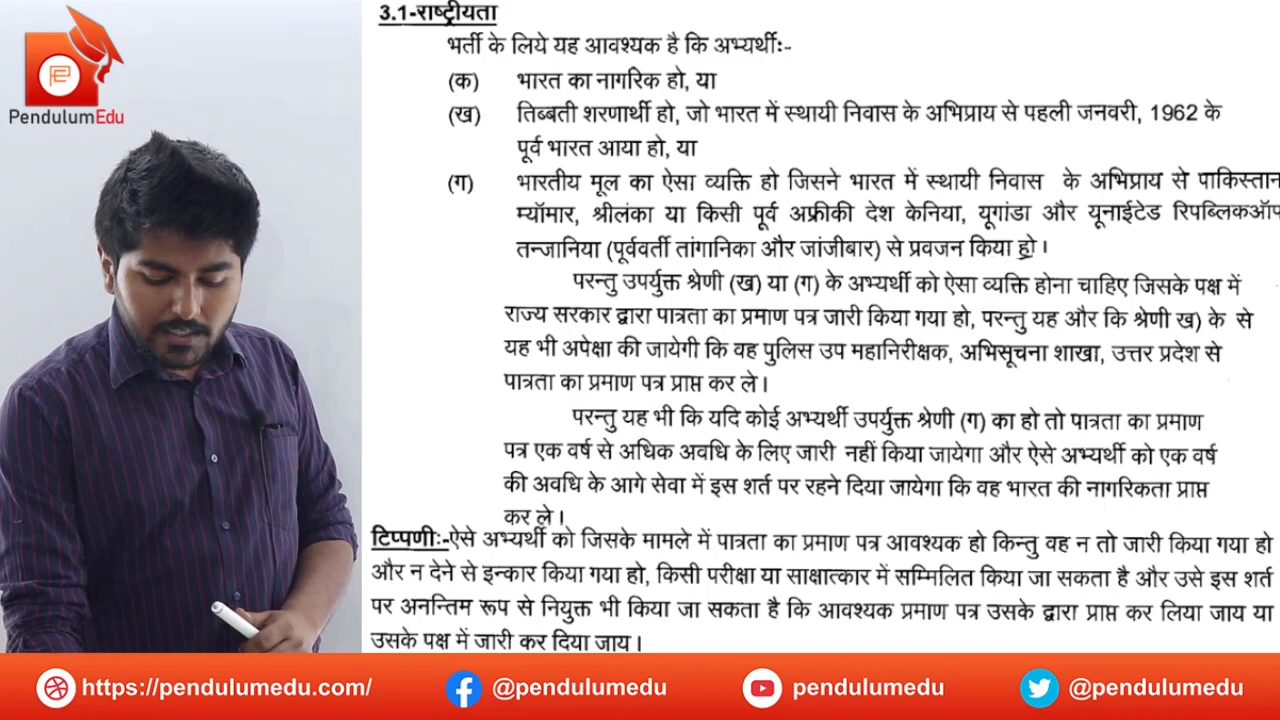 PendulumEdu
3.1-राष्ट्रीयता
भर्ती के लिये यह आवश्यक है कि अभ्यर्थीः-
(क) भारत का नागरिक हो, या
(ख) तिब्बती शरणार्थी हो, जो भारत में स्थायी निवास के अभिप्राय से पहली जनवरी, 1962 के
पूर्व भारत आया हो, या
(ग) भारतीय मूल का ऐसा व्यक्ति हो जिसने भारत में स्थायी निवास के अभिप्राय से पाकिस्तान
म्यॉमार, श्रीलंका या किसी पूर्व अफ्रीकी देश केनिया, यूगांडा और यूनाईटेड रिपब्लिकऑफ
तन्जानिया (पूर्ववर्ती तांगानिका और जांजीबार) से प्रवजन किया हो।
परन्तु उपर्युक्त श्रेणी (ख) या (ग) के अभ्यर्थी को ऐसा व्यक्ति होना चाहिए जिसके पक्ष में
राज्य सरकार द्वारा पात्रता का प्रमाण पत्र जारी किया गया हो, परन्तु यह और कि श्रेणी ख) के से
यह भी अपेक्षा की जायेगी कि वह पुलिस उप महानिरीक्षक, अभिसूचना शाखा, उत्तर प्रदेश से
पात्रता का प्रमाण पत्र प्राप्त कर ले।
परन्तु यह भी कि यदि कोई अभ्यर्थी उपर्युक्त श्रेणी (ग) का हो तो पात्रता का प्रमाण
पत्र एक वर्ष से अधिक अवधि के लिए जारी नहीं किया जायेगा और ऐसे अभ्यर्थी को एक वर्ष
की अवधि के आगे सेवा में इस शर्त पर रहने दिया जायेगा कि वह भारत की नागरिकता प्राप्त
कर ले।
टिप्पणीः-ऐसे अभ्यर्थी को जिसके मामले में पात्रता का प्रमाण पत्र आवश्यक हो किन्तु वह न तो जारी किया गया हो
और न देने से इन्कार किया गया हो, किसी परीक्षा या साक्षात्कार में सम्मिलित किया जा सकता है और उसे इस शर्त
पर अनन्तिम रूप से नियुक्त भी किया जा सकता है कि आवश्यक प्रमाण पत्र उसके द्वारा प्राप्त कर लिया जाय या
उसके पक्ष में जारी कर दिया जाय।
https://pendulumedu.com/ @pendulumedu pendulumedu @pendulumedu